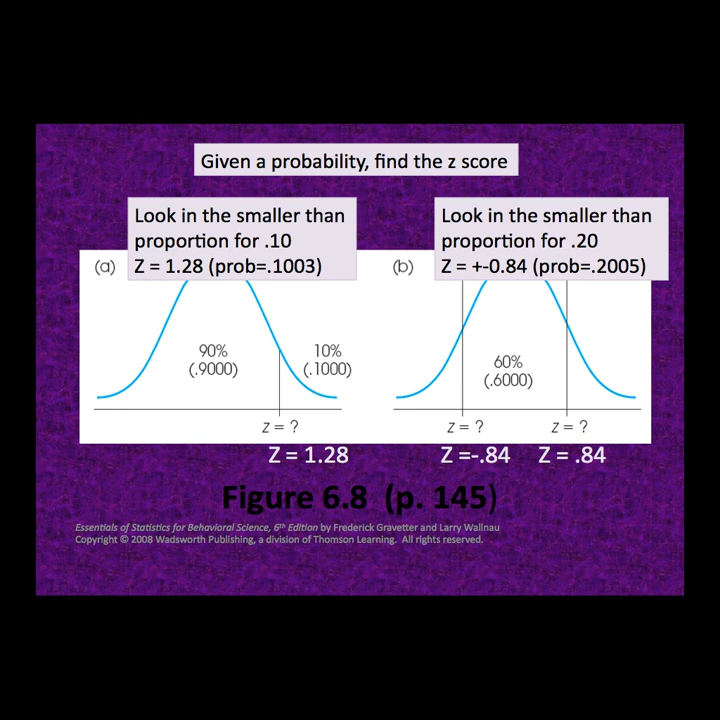 Given a probability, find the z score
Look in the smaller than
proportion for .10
Z = 1.28 (prob=.1003)
Look in the smaller than
proportion for .20
Z = +-0.84 (prob=.2005)
(a)
90%
(.9000)
10%
(.1000)
z = ?
(b)
60%
(.6000)
z = ?
z = ?
Z = 1.28
Z =-.84
Z = .84
Figure 6.8 (p. 145)
Essentials of Statistics for Behavioral Science, 6th Edition by Frederick Gravetter and Larry Wallnau
Copyright © 2008 Wadsworth Publishing, a division of Thomson Learning. All rights reserved.